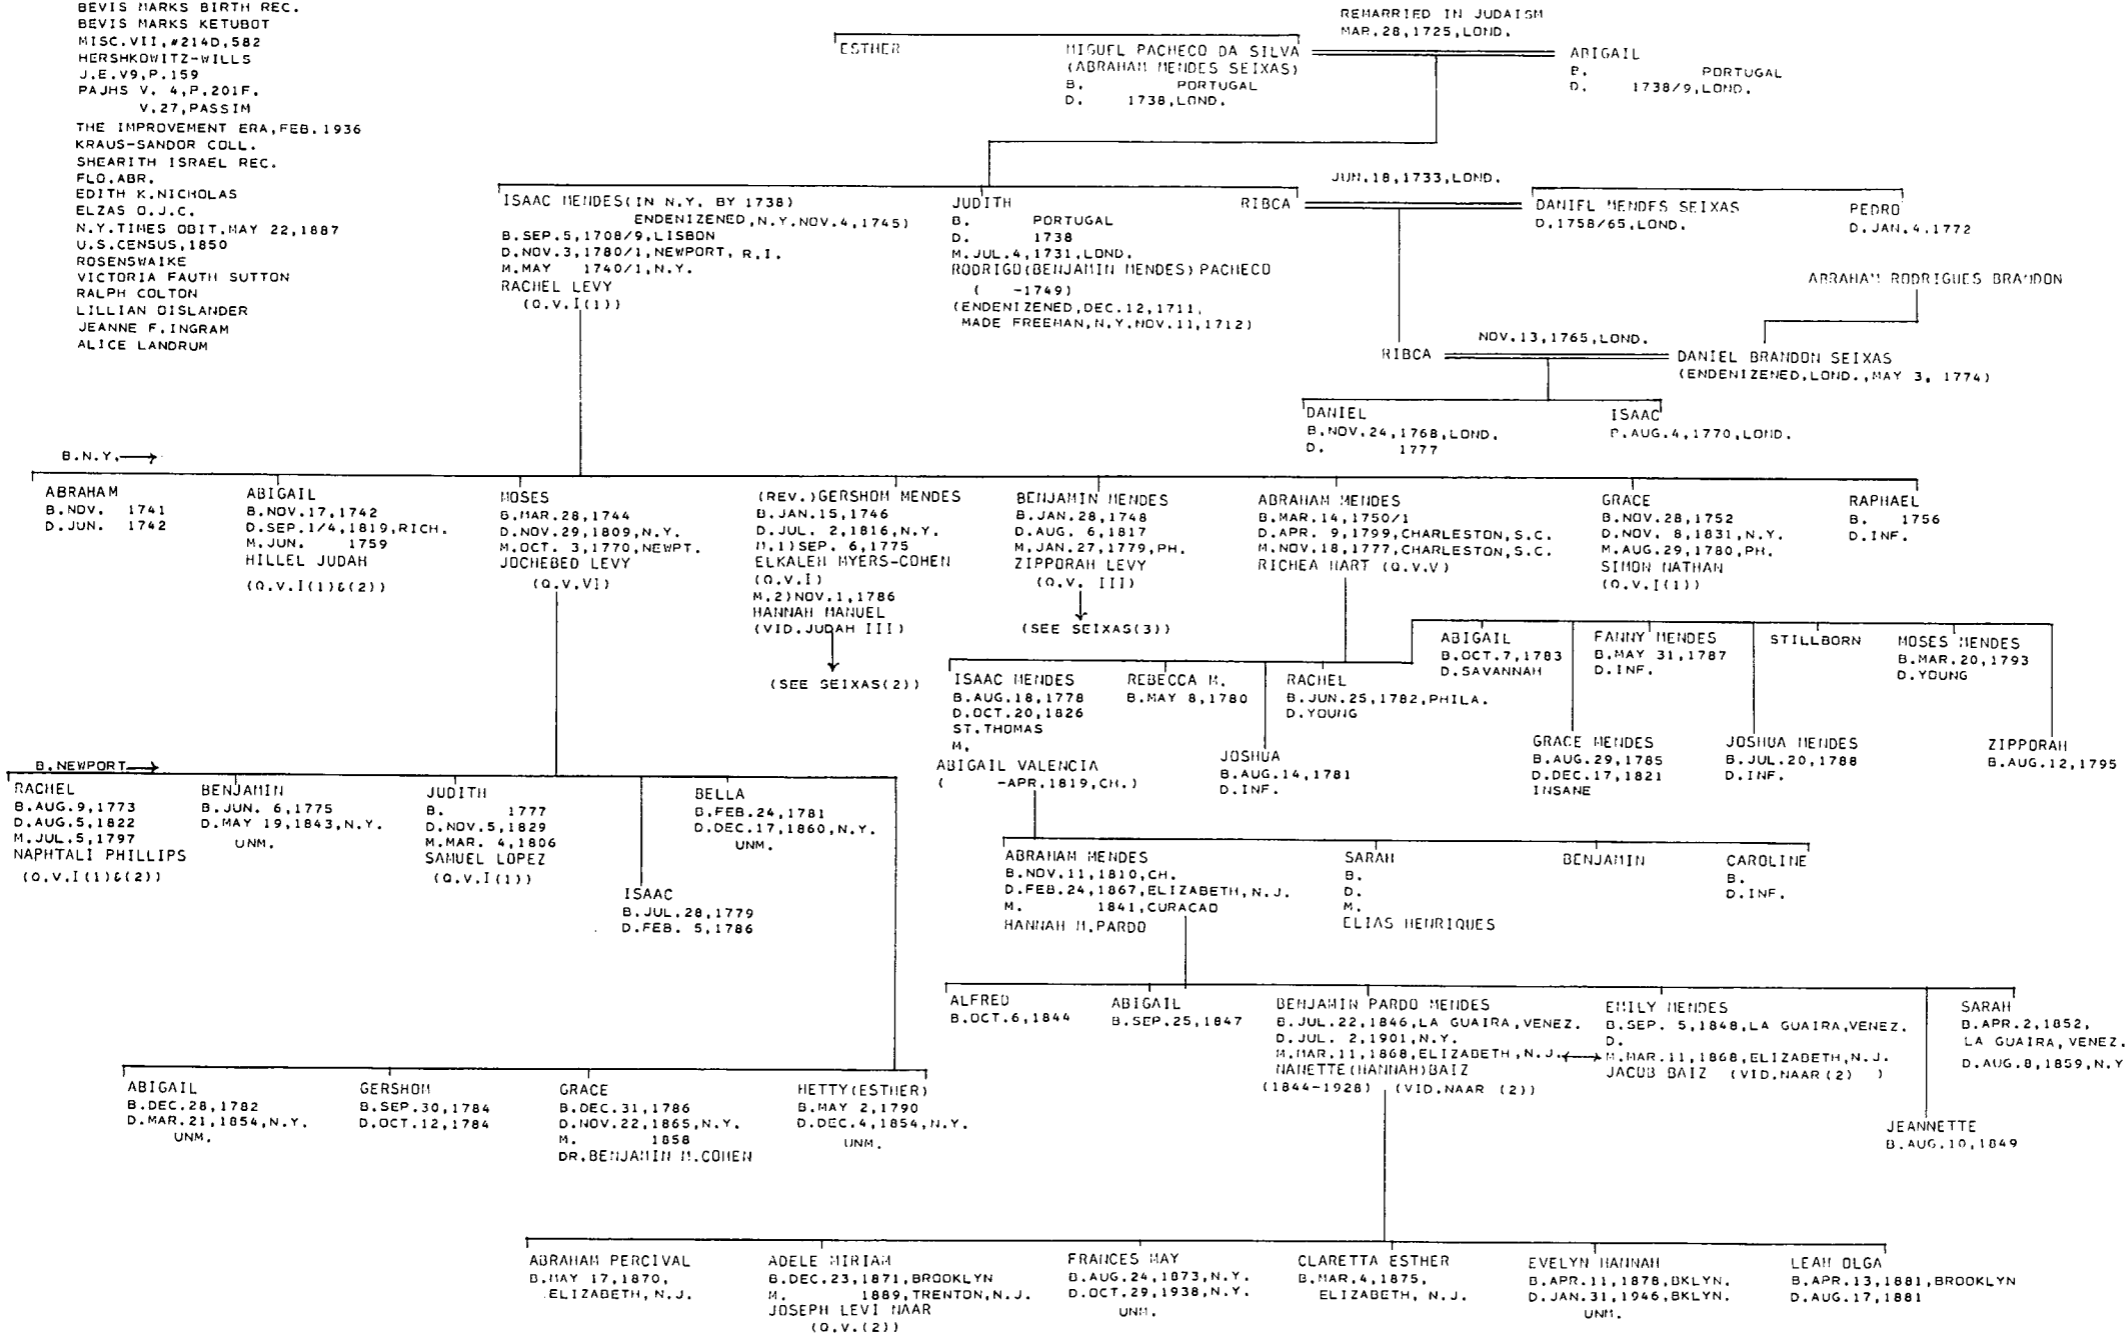 BEVIS MARKS BIRTH REC.
BEVIS MARKS KETUBOT
MISC.VII,#214D,582
HERSHKOWITZ-WILLS
J.E.V9,P.159
PAJHS V. 4,P.201F.
V.27,PASSIM
THE IMPROVEMENT ERA,FEB.1936
KRAUS-SANDOR COLL.
SHEARITH ISRAEL REC.
FLO.ABR.
EDITH K.NICHOLAS
ELZAS O.J.C.
N.Y.TIMES OBIT,MAY 22,1887
U.S.CENSUS,1850
ROSENSWAIKE
VICTORIA FAUTH SUTTON
RALPH COLTON
LILLIAN OISLANDER
JEANNE F.INGRAM
ALICE LANDRUM
REMARRIED IN JUDAISM
MAR.28,1725,LOND.
ESTHER
MIGUEL PACHECO DA SILVA
(ABRAHAM MENDES SEIXAS)
B. PORTUGAL
D. 1738,LOND.
ABIGAIL
B. PORTUGAL
D. 1738/9,LOND.
ISAAC MENDES(IN N.Y. BY 1738)
ENDENIZENED,N.Y.NOV.4,1745)
B.SEP.5,1708/9,LISBON
D.NOV.3,1780/1,NEWPORT, R.I.
M.MAY 1740/1,N.Y.
RACHEL LEVY
(Q.V.I(1))
JUDITH
B. PORTUGAL
D. 1738
M.JUL.4,1731,LOND.
RODRIGO(BENJAMIN MENDES)PACHECO
( -1749)
(ENDENIZENED,DEC.12,1711,
MADE FREEMAN,N.Y.NOV.11,1712)
RIBCA
JUN.18,1733,LOND.
DANIEL MENDES SEIXAS
D.1758/65,LOND.
PEDRO
D.JAN.4,1772
ABRAHAM RODRIGUES BRANDON
RIBCA
NOV.13,1765,LOND.
DANIEL BRANDON SEIXAS
(ENDENIZENED,LOND.,MAY 3, 1774)
DANIEL
B.NOV.24,1768,LOND.
D. 1777
ISAAC
B.AUG.4,1770,LOND.
B.N.Y.→
ABRAHAM
B.NOV. 1741
D.JUN. 1742
ABIGAIL
B.NOV.17,1742
D.SEP.1/4,1819,RICH.
M.JUN. 1759
HILLEL JUDAH
(Q.V.I(1)&(2))
MOSES
B.MAR.28,1744
D.NOV.29,1809,N.Y.
M.OCT. 3,1770,NEWPT.
JOCHEBED LEVY
(Q.V.VI)
(REV.)GERSHOM MENDES
B.JAN.15,1746
D.JUL. 2,1816,N.Y.
M.1)SEP. 6,1775
ELKALEH MYERS-COHEN
(Q.V.I)
M.2)NOV.1,1786
HANNAH MANUEL
(VID.JUDAH III)
(SEE SEIXAS(2))
BENJAMIN MENDES
B.JAN.28,1748
D.AUG. 6,1817
M.JAN.27,1779,PH.
ZIPPORAH LEVY
(Q.V. III)
(SEE SEIXAS(3))
ABRAHAM MENDES
B.MAR.14,1750/1
D.APR. 9,1799,CHARLESTON,S.C.
M.NOV.18,1777,CHARLESTON,S.C.
RICHEA HART (Q.V.V)
GRACE
B.NOV.28,1752
D.NOV. 8,1831,N.Y.
M.AUG.29,1780,PH.
SIMON NATHAN
(Q.V.I(1))
RAPHAEL
B. 1756
D.INF.
ISAAC MENDES
B.AUG.18,1778
D.OCT.20,1826
ST.THOMAS
M.
ABIGAIL VALENCIA
( -APR.1819,CH.)
REBECCA M.
B.MAY 8,1780
JOSHUA
B.AUG.14,1781
D.INF.
RACHEL
B.JUN.25,1782,PHILA.
D.YOUNG
ABIGAIL
B.OCT.7,1783
D.SAVANNAH
GRACE MENDES
B.AUG.29,1785
D.DEC.17,1821
INSANE
FANNY MENDES
B.MAY 31,1787
D.INF.
JOSHUA MENDES
B.JUL.20,1788
D.INF.
STILLBORN
MOSES MENDES
B.MAR.20,1793
D.YOUNG
ZIPPORAH
B.AUG.12,1795
B.NEWPORT→
RACHEL
B.AUG.9,1773
D.AUG.5,1822
M.JUL.5,1797
NAPHTALI PHILLIPS
(Q.V.I(1)&(2))
BENJAMIN
B.JUN. 6,1775
D.MAY 19,1843,N.Y.
UNM.
JUDITH
B. 1777
D.NOV.5,1829
M.MAR. 4,1806
SAMUEL LOPEZ
(Q.V.I(1))
ISAAC
B.JUL.28,1779
D.FEB. 5,1786
BELLA
B.FEB.24,1781
D.DEC.17,1860,N.Y.
UNM.
ABRAHAM MENDES
B.NOV.11,1810,CH.
D.FEB.24,1867,ELIZABETH,N.J.
M. 1841,CURACAO
HANNAH M.PARDO
SARAH
B.
D.
M.
ELIAS HENRIQUES
BENJAMIN
CAROLINE
B.
D.INF.
ALFRED
B.OCT.6,1844
ABIGAIL
B.SEP.25,1847
BENJAMIN PARDO MENDES
B.JUL.22,1846,LA GUAIRA,VENEZ.
D.JUL. 2,1901,N.Y.
M.MAR.11,1868,ELIZABETH,N.J.
NANETTE(HANNAH)BAIZ
(1844-1928) (VID.NAAR (2))
EMILY MENDES
B.SEP. 5,1848,LA GUAIRA,VENEZ.
D.
M.MAR.11,1868,ELIZABETH,N.J.
JACOB BAIZ (VID.NAAR(2) )
JEANNETTE
B.AUG.10,1849
SARAH
B.APR.2,1852,
LA GUAIRA, VENEZ.
D.AUG.8,1859,N.Y
ABIGAIL
B.DEC.28,1782
D.MAR.21,1854,N.Y.
UNM.
GERSHOM
B.SEP.30,1784
D.OCT.12,1784
GRACE
B.DEC.31,1786
D.NOV.22,1865,N.Y.
M. 1858
DR.BENJAMIN M.COHEN
HETTY(ESTHER)
B.MAY 2,1790
D.DEC.4,1854,N.Y.
UNM.
ABRAHAM PERCIVAL
B.MAY 17,1870,
ELIZABETH, N.J.
ADELE MIRIAM
B.DEC.23,1871,BROOKLYN
M. 1889,TRENTON,N.J.
JOSEPH LEVI NAAR
(Q.V.(2))
FRANCES MAY
B.AUG.24,1873,N.Y.
D.OCT.29,1938,N.Y.
UNM.
CLARETTA ESTHER
B.MAR.4,1875,
ELIZABETH, N.J.
EVELYN HANNAH
B.APR.11,1878,BKLYN.
D.JAN.31,1946,BKLYN.
UNM.
LEAH OLGA
B.APR.13,1881,BROOKLYN
D.AUG.17,1881